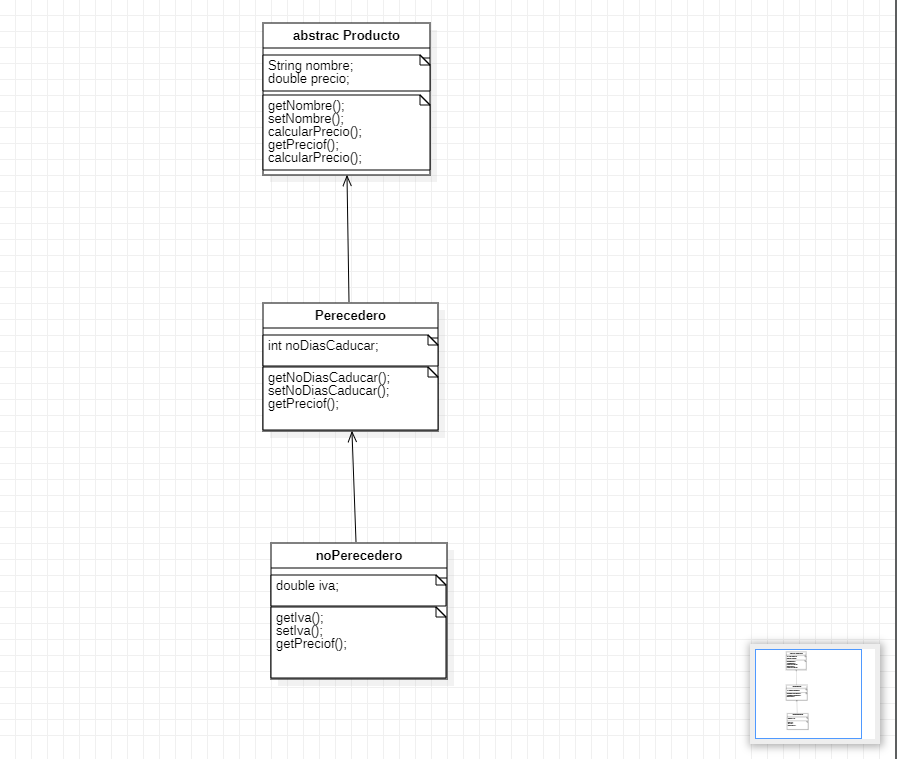 abstrac Producto
String nombre;
double precio;
getNombre();
setNombre();
calcularPrecio();
getPreciof();
calcularPrecio();
Perecedero
int noDiasCaducar;
getNoDiasCaducar();
setNoDiasCaducar();
getPreciof();
noPerecedero
double iva;
getIva();
setIva();
getPreciof();